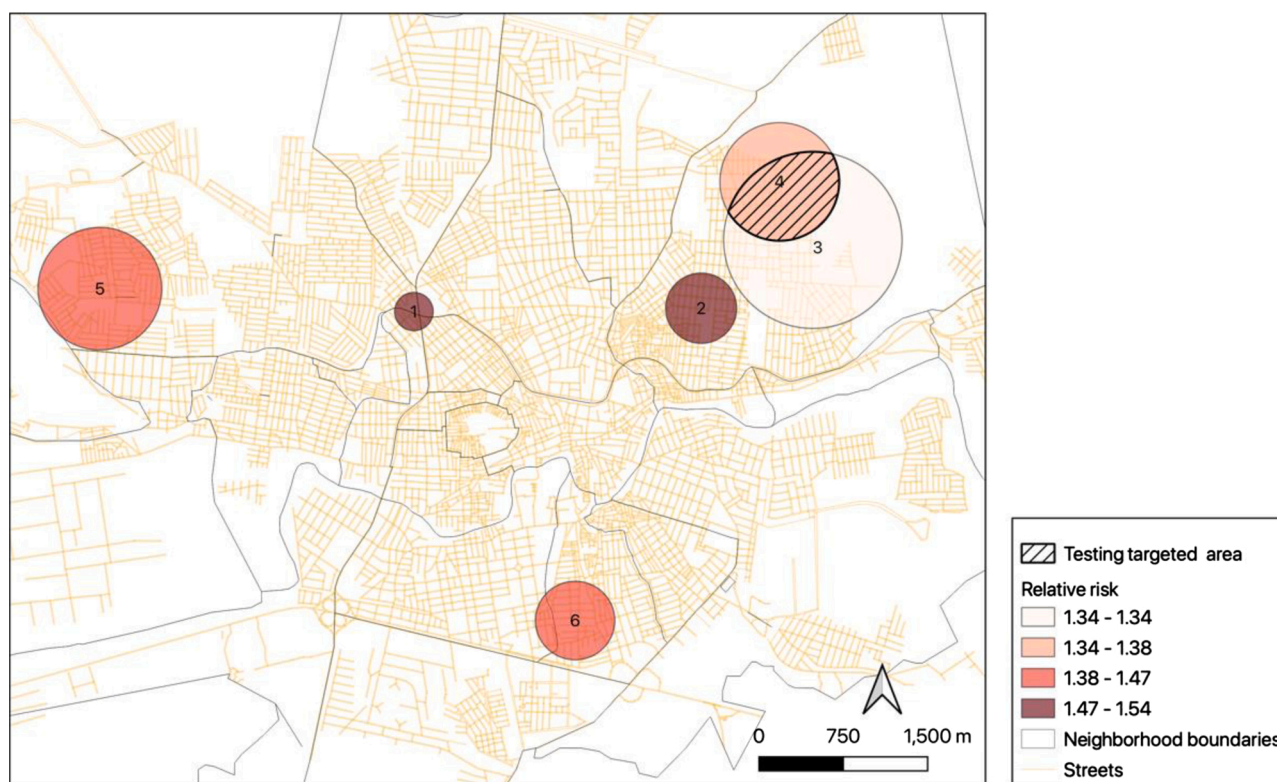 4
3
5
1
2
6
0 750 1,500 m
Testing targeted area
Relative risk
1.34 - 1.34
1.34 - 1.38
1.38 - 1.47
1.47 - 1.54
Neighborhood boundaries
Streets